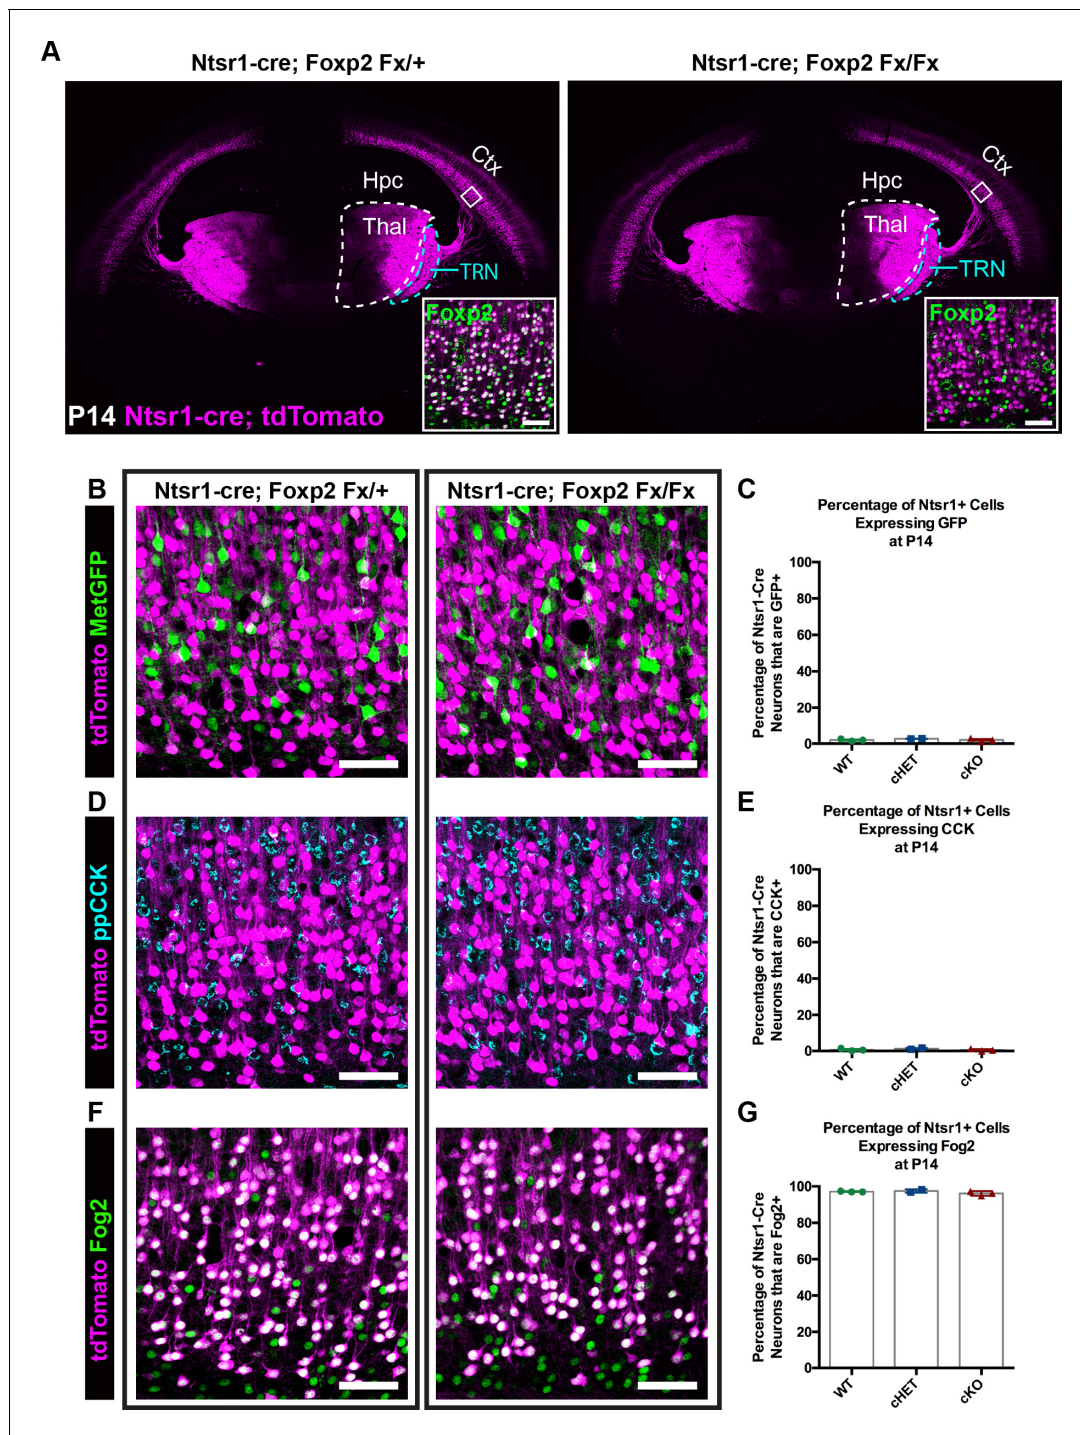 A
Ntsr1-cre; Foxp2 Fx/+
Ntsr1-cre; Foxp2 Fx/Fx
Ctx
Hpc
Thal
TRN
Foxp2
P14 Ntsr1-cre; tdTomato
Ctx
Hpc
Thal
TRN
Foxp2
B
Ntsr1-cre; Foxp2 Fx/+
Ntsr1-cre; Foxp2 Fx/Fx
tdTomato MetGFP
C
Percentage of Ntsr1+ Cells
Expressing GFP
at P14
Percentage of Ntsr1-Cre
Neurons that are GFP+
100
80
60
40
20
0
WT
cHET
cKO
D
tdTomato ppCCK
E
Percentage of Ntsr1+ Cells
Expressing CCK
at P14
Percentage of Ntsr1-Cre
Neurons that are CCK+
100
80
60
40
20
0
WT
cHET
cKO
F
tdTomato Fog2
G
Percentage of Ntsr1+ Cells
Expressing Fog2
at P14
Percentage of Ntsr1-Cre
Neurons that are Fog2+
100
80
60
40
20
0
WT
cHET
cKO